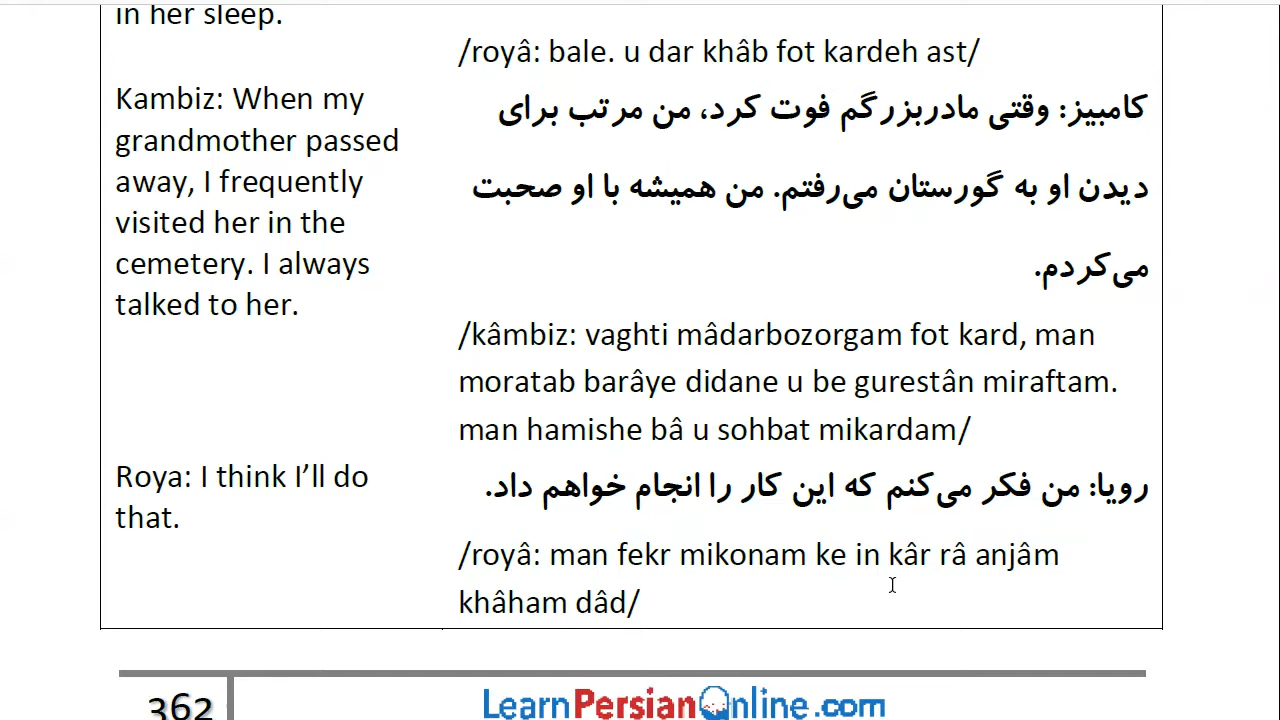 in her sleep.
/royâ: bale. u dar khâb fot kardeh ast/
Kambiz: When my
grandmother passed
away, I frequently
visited her in the
cemetery. I always
talked to her.
کامبیز: وقتی مادربزرگم فوت کرد، من مرتب برای
دیدن او به گورستان می‌رفتم. من همیشه با او صحبت
می‌کردم.
/kâmbiz: vaghti mâdarbozorgam fot kard, man
moratab barâye didane u be gurestân miraftam.
man hamishe bâ u sohbat mikardam/
Roya: I think I’ll do
that.
رویا: من فکر می‌کنم که این کار را انجام خواهم داد.
/royâ: man fekr mikonam ke in kâr râ anjâm
khâham dâd/
362
LearnPersianOnline.com